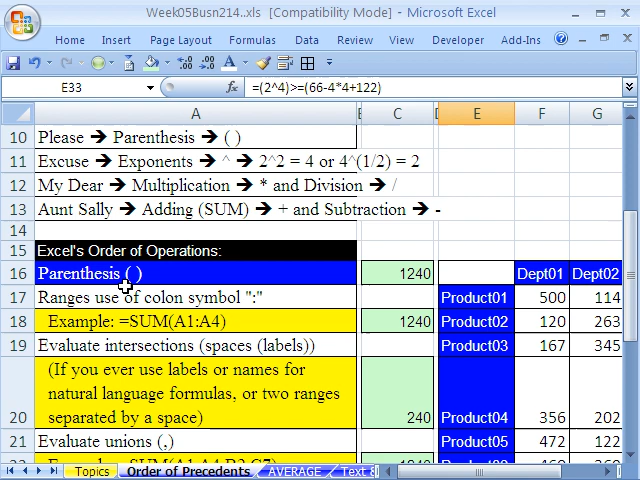 Week05Busn214..xls [Compatibility Mode] - Microsoft Excel
Home Insert Page Layout Formulas Data Review View Developer Add-Ins
E33 fx =(2^4)>=(66-4*4+122)
A C E F G
10 Please ➔ Parenthesis ➔ ( )
11 Excuse ➔ Exponents ➔ ^ ➔ 2^2 = 4 or 4^(1/2) = 2
12 My Dear ➔ Multiplication ➔ * and Division ➔ /
13 Aunt Sally ➔ Adding (SUM) ➔ + and Subtraction ➔ -
14
15 Excel's Order of Operations:
16 Parenthesis ( ) 1240 Dept01 Dept02
17 Ranges use of colon symbol ":" Product01 500 114
18 Example: =SUM(A1:A4) 1240 Product02 120 263
19 Evaluate intersections (spaces (labels)) Product03 167 345
(If you ever use labels or names for
natural language formulas, or two ranges
20 separated by a space) 240 Product04 356 202
21 Evaluate unions (,) Product05 472 122
Topics Order of Precedents AVERAGE Text &